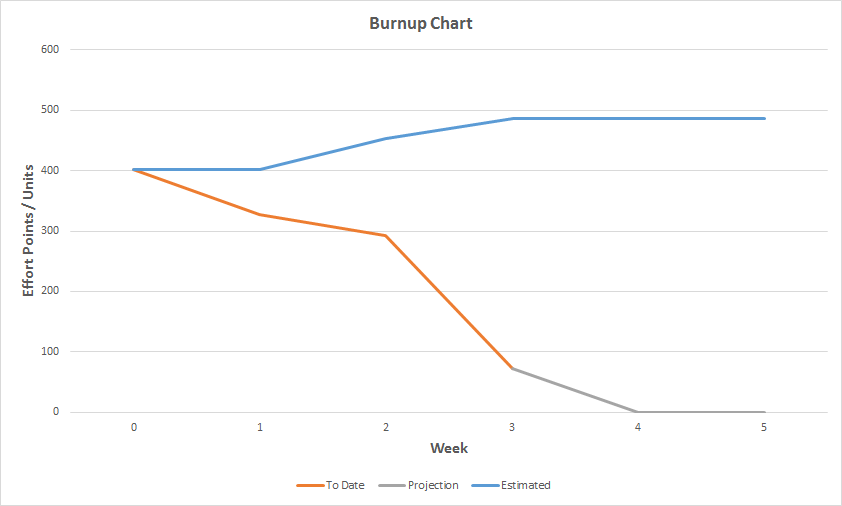 Burnup Chart
600
500
400
300
200
100
0
Effort Points / Units
0 1 2 3 4 5
Week
To Date Projection Estimated